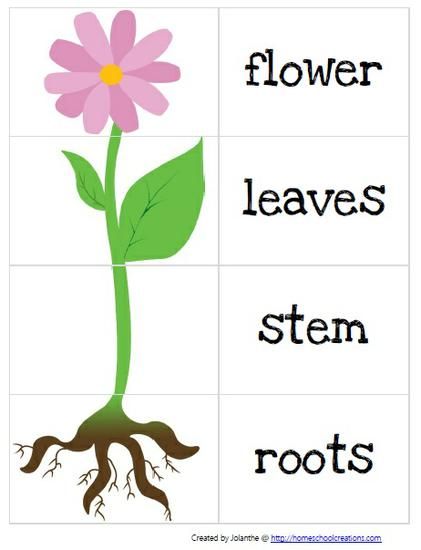 flower
leaves
stem
roots
Created by Jolanthe @ http://homeschoolcreations.com